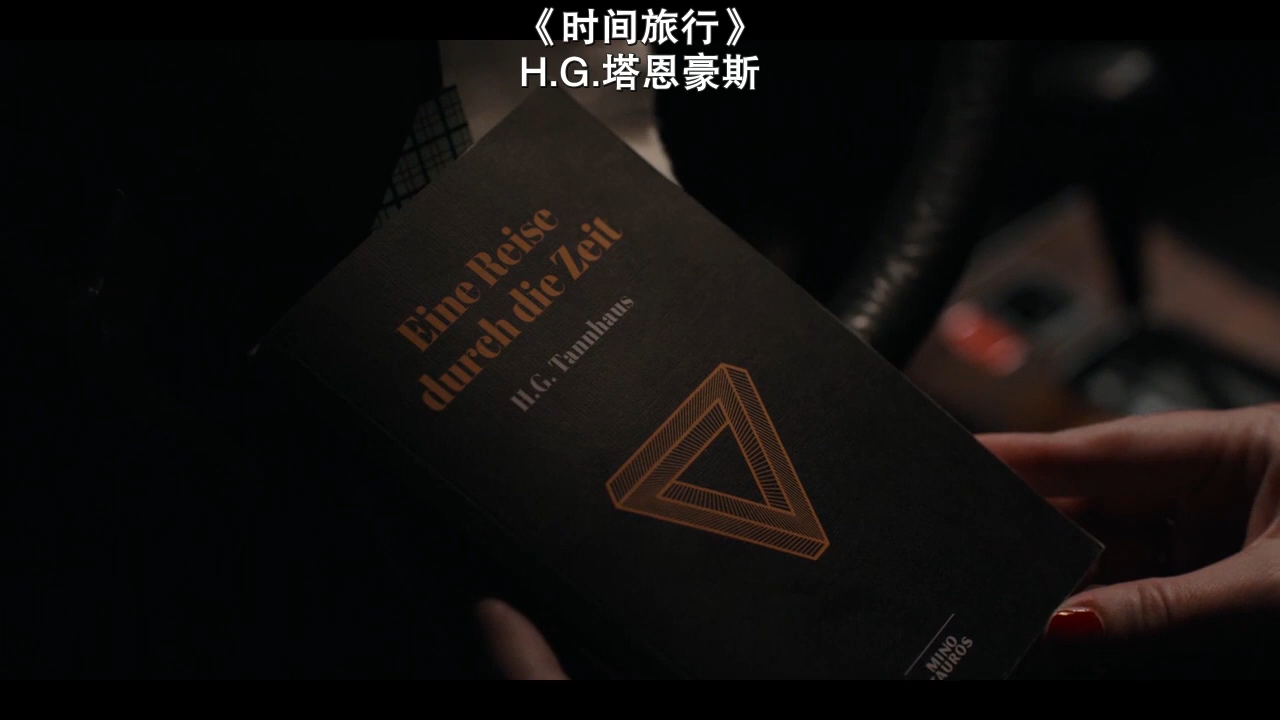 《时间旅行》
H.G.塔恩豪斯
Eine Reise
durch die Zeit
H.G. Tannhaus
MINO
TAUROS